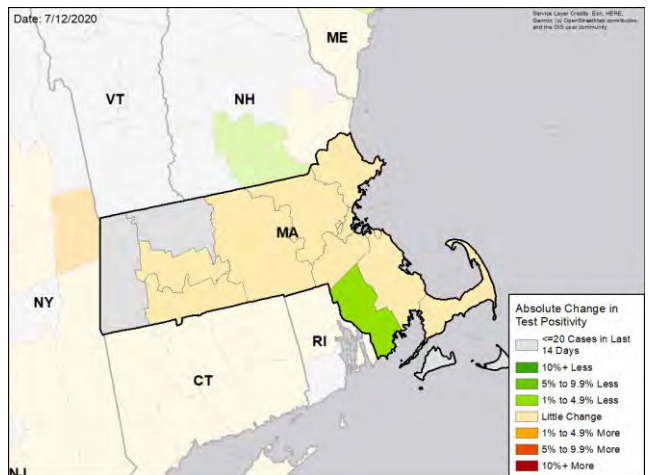 Date: 7/12/2020
Service Layer Credits: Esri, HERE,
Garmin, (c) OpenStreetMap contributors,
and the GIS user community
ME
VT
NH
MA
NY
RI
CT
NJ
Absolute Change in
Test Positivity
<=20 Cases in Last
14 Days
10%+ Less
5% to 9.9% Less
1% to 4.9% Less
Little Change
1% to 4.9% More
5% to 9.9% More
10%+ More